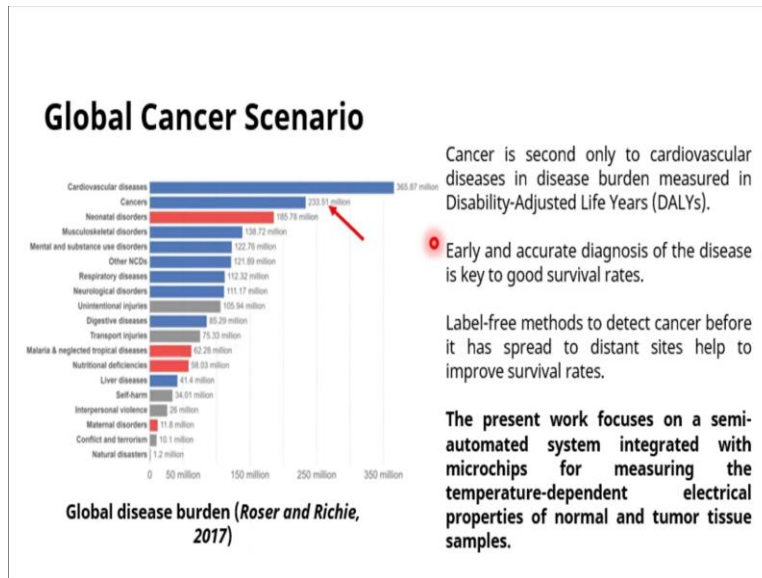 Global Cancer Scenario
Cardiovascular diseases 365.87 million
Cancers 233.51 million
Neonatal disorders 185.78 million
Musculoskeletal disorders 138.72 million
Mental and substance use disorders 122.76 million
Other NCDs 121.89 million
Respiratory diseases 112.32 million
Neurological disorders 111.17 million
Unintentional injuries 105.94 million
Digestive diseases 85.29 million
Transport injuries 75.33 million
Malaria & neglected tropical diseases 62.28 million
Nutritional deficiencies 58.03 million
Liver diseases 41.4 million
Self-harm 34.01 million
Interpersonal violence 26 million
Maternal disorders 11.8 million
Conflict and terrorism 10.1 million
Natural disasters 1.2 million
0 50 million 150 million 250 million 350 million
Global disease burden (Roser and Richie,
2017)
Cancer is second only to cardiovascular
diseases in disease burden measured in
Disability-Adjusted Life Years (DALYs).
Early and accurate diagnosis of the disease
is key to good survival rates.
Label-free methods to detect cancer before
it has spread to distant sites help to
improve survival rates.
The present work focuses on a semi-
automated system integrated with
microchips for measuring the
temperature-dependent electrical
properties of normal and tumor tissue
samples.